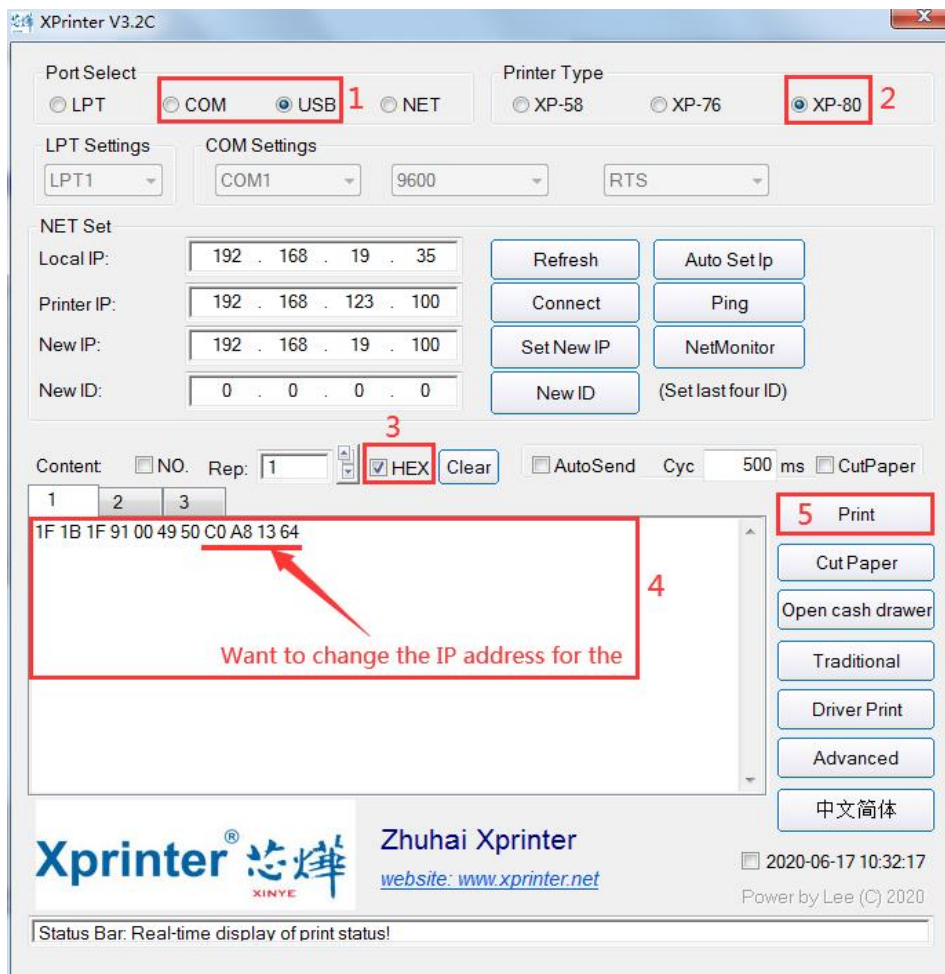 XPrinter V3.2C
Port Select
Printer Type
LPT COM USB 1 NET XP-58 XP-76 XP-80 2
LPT Settings COM Settings
LPT1 COM1 9600 RTS
NET Set
Local IP: 192 . 168 . 19 . 35 Refresh Auto Set Ip
Printer IP: 192 . 168 . 123 . 100 Connect Ping
New IP: 192 . 168 . 19 . 100 Set New IP NetMonitor
New ID: 0 . 0 . 0 . 0 New ID (Set last four ID)
3
Content: NO. Rep: 1 HEX Clear AutoSend Cyc 500 ms CutPaper
1 2 3
1F 1B 1F 91 00 49 50 C0 A8 13 64
5 Print
Cut Paper
4
Open cash drawer
Want to change the IP address for the
Traditional
Driver Print
Advanced
中文简体
Xprinter® 芯烨
XINYE
Zhuhai Xprinter
website: www.xprinter.net
2020-06-17 10:32:17
Power by Lee (C) 2020
Status Bar: Real-time display of print status!